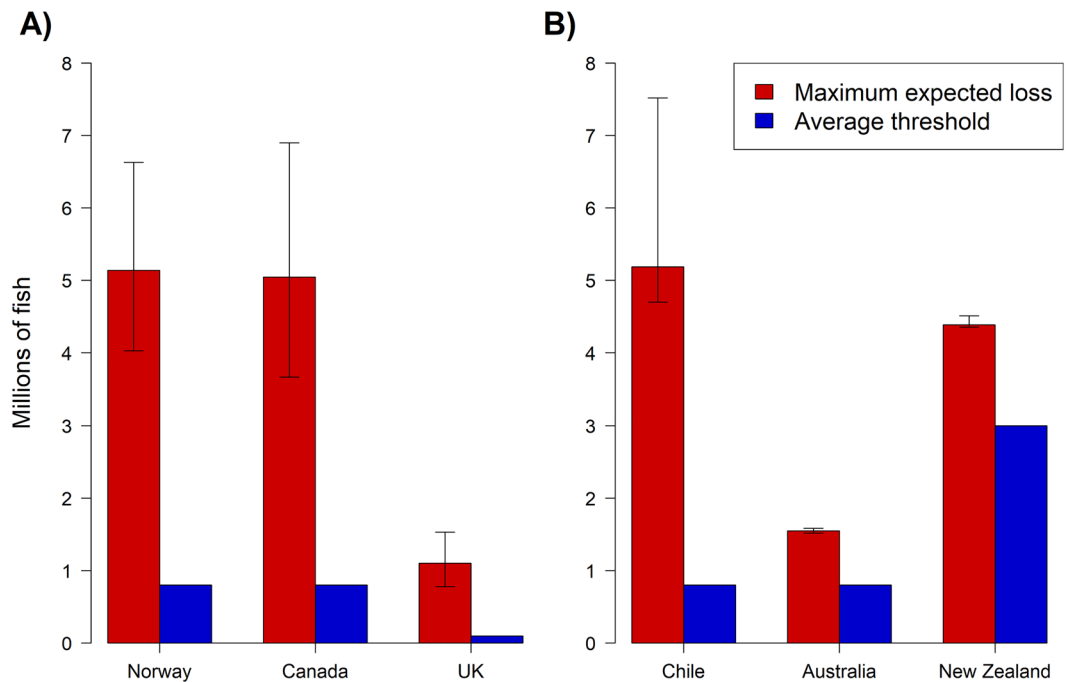 A)
B)
Millions of fish
8
7
6
5
4
3
2
1
0
Norway
Canada
UK
8
7
6
5
4
3
2
1
0
Maximum expected loss
Average threshold
Chile
Australia
New Zealand